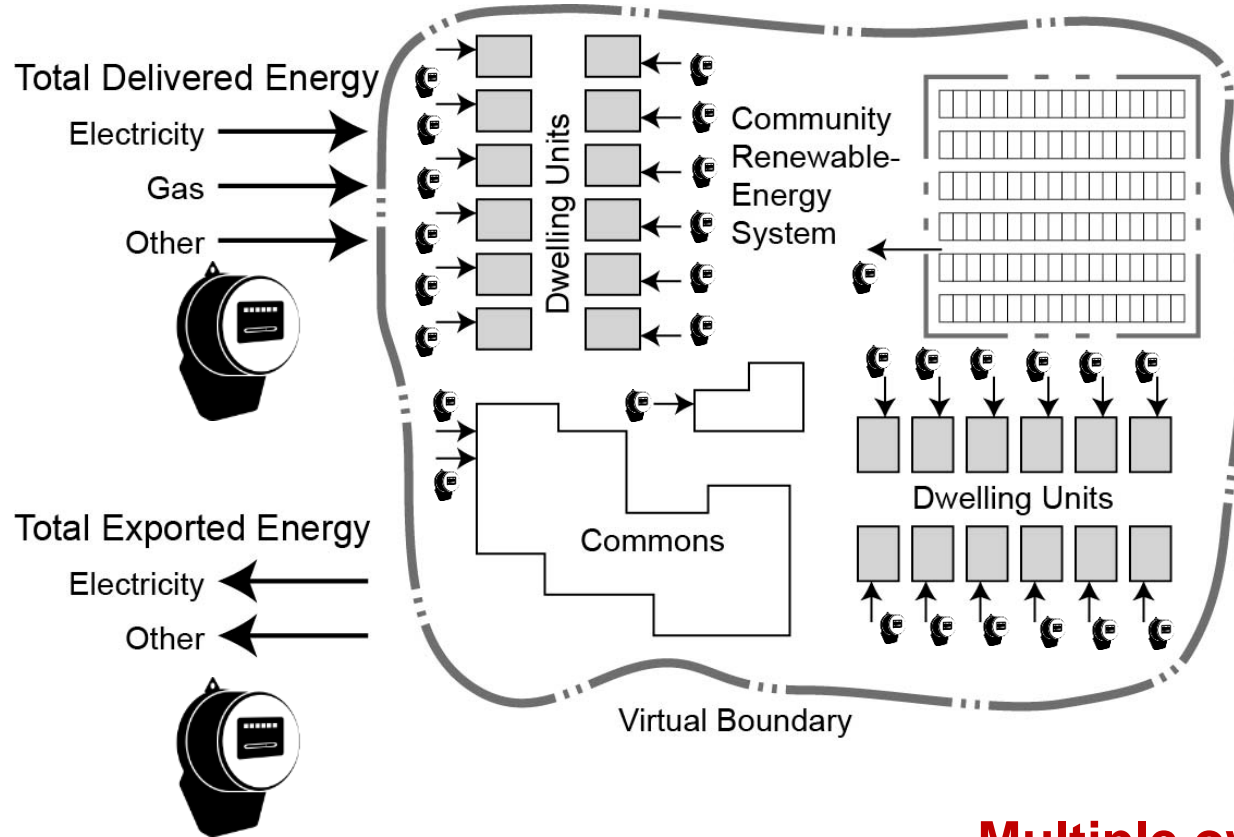 Total Delivered Energy
Electricity
Gas
Other
Dwelling Units
Community
Renewable-
Energy
System
Dwelling Units
Commons
Total Exported Energy
Electricity
Other
Virtual Boundary
Multiple